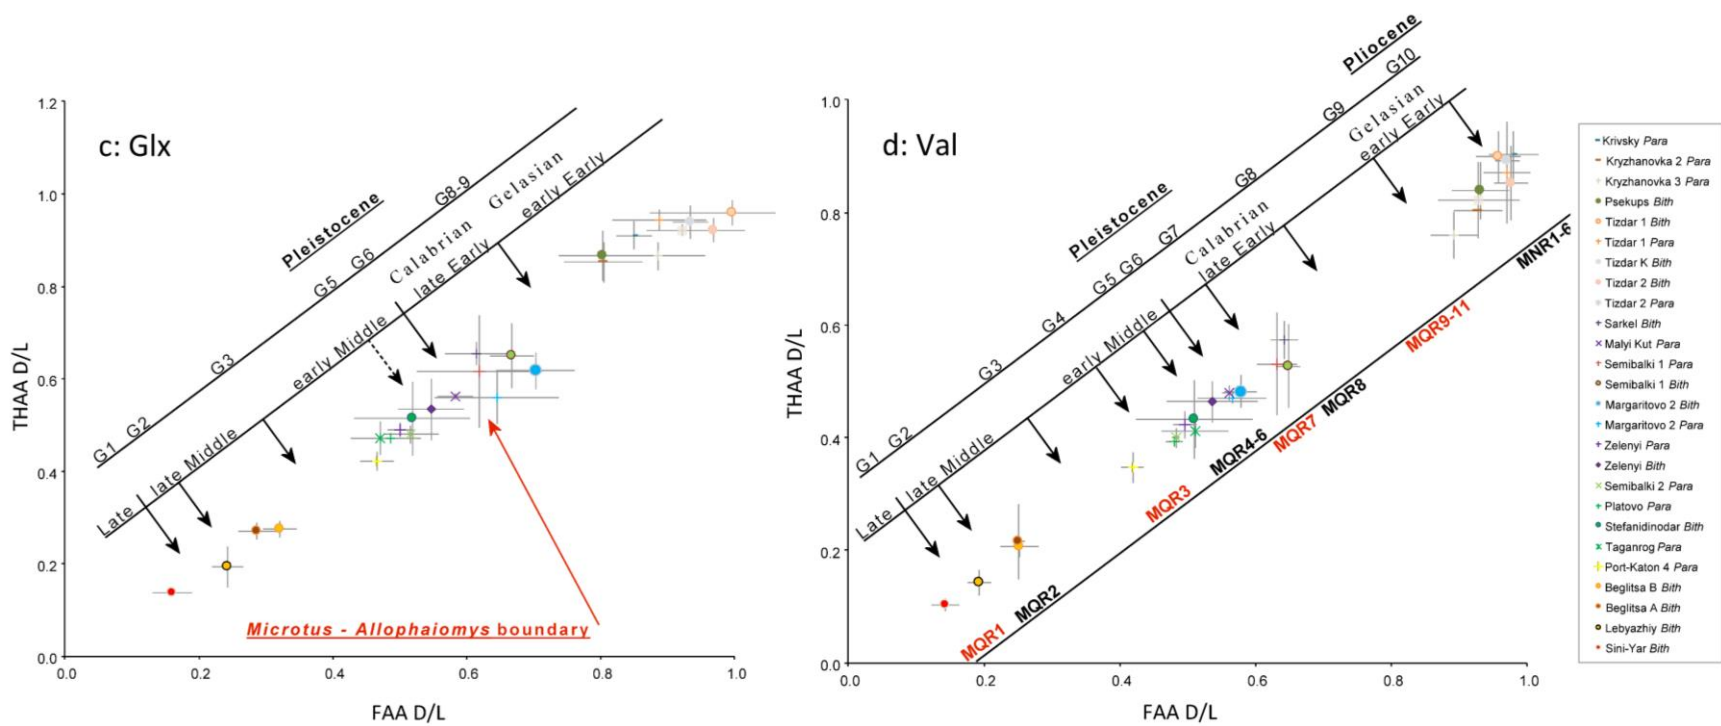 c: Glx
THAA D/L
1.2
1.0
0.8
0.6
0.4
0.2
0.0
0.0
0.2
0.4
0.6
0.8
1.0
FAA D/L
G1
G2
G3
G5
G6
G8-9
Pleistocene
Calabrian
Gelasian
Late
late Middle
early Middle
late Early
early Early
Microtus - Allophaiomys boundary
d: Val
THAA D/L
1.0
0.8
0.6
0.4
0.2
0.0
0.0
0.2
0.4
0.6
0.8
1.0
FAA D/L
G1
G2
G3
G4
G5
G6
G7
G8
G9
G10
Pleistocene
Pliocene
Calabrian
Gelasian
Late
late Middle
early Middle
late Early
early Early
MQR1
MQR2
MQR3
MQR4-6
MQR7
MQR8
MQR9-11
MNR1-6
Krivsky Para
Kryzhanovka 2 Para
Kryzhanovka 3 Para
Psekups Bith
Tizdar 1 Bith
Tizdar 1 Para
Tizdar K Bith
Tizdar 2 Bith
Tizdar 2 Para
Sarkel Bith
Malyi Kut Para
Semibalki 1 Para
Semibalki 1 Bith
Margaritovo 2 Bith
Margaritovo 2 Para
Zelenyi Para
Zelenyi Bith
Semibalki 2 Para
Platovo Para
Stefanidinodar Bith
Taganrog Para
Port-Katon 4 Para
Beglitsa B Bith
Beglitsa A Bith
Lebyazhiy Bith
Sini-Yar Bith